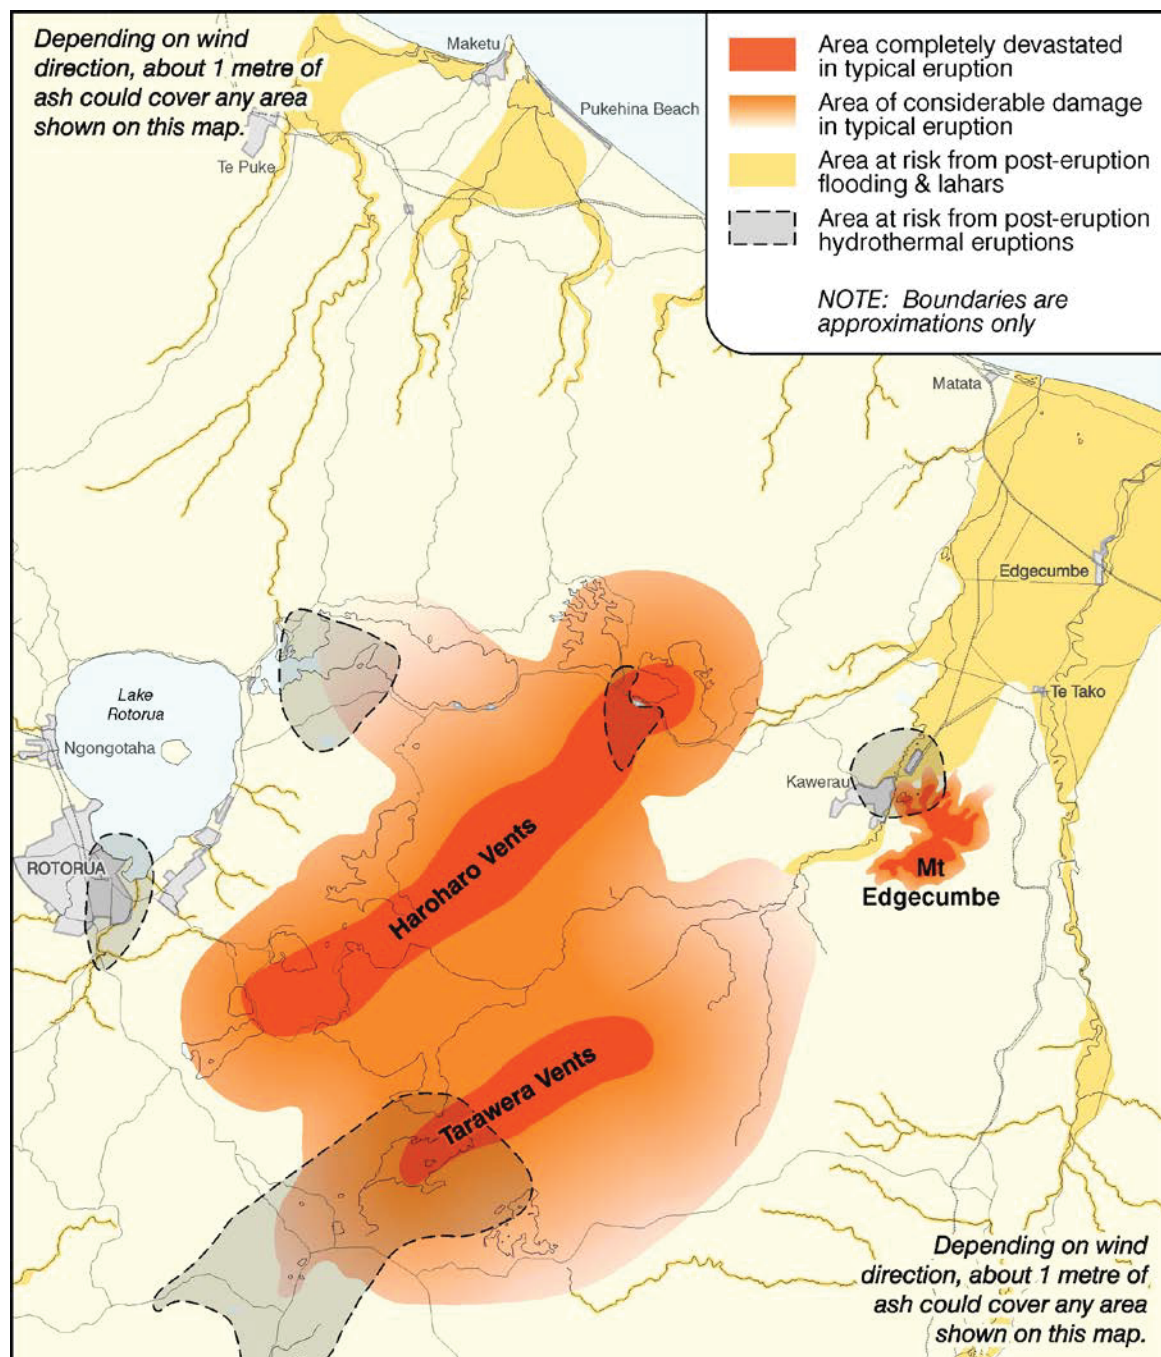 Depending on wind
direction, about 1 metre of
ash could cover any area
shown on this map.
Maketu
Pukehina Beach
Te Puke
Area completely devastated
in typical eruption
Area of considerable damage
in typical eruption
Area at risk from post-eruption
flooding & lahars
Area at risk from post-eruption
hydrothermal eruptions
NOTE: Boundaries are
approximations only
Matata
Edgecumbe
Te Tako
Lake
Rotorua
Ngongotaha
Kawerau
ROTORUA
Mt
Edgecumbe
Haroharo Vents
Tarawera Vents
Depending on wind
direction, about 1 metre of
ash could cover any area
shown on this map.